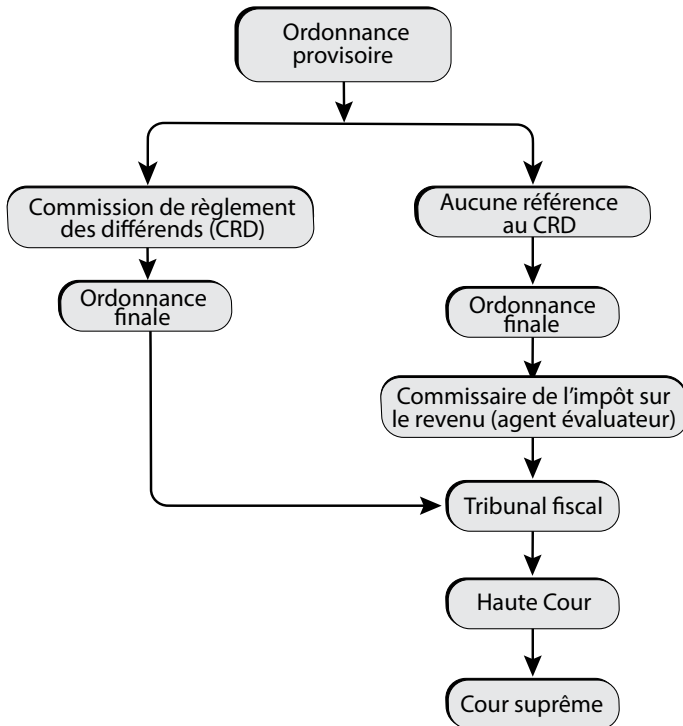 Ordonnance
provisoire
Commission de règlement
des différends (CRD)
Aucune référence
au CRD
Ordonnance
finale
Ordonnance
finale
Commissaire de l'impôt sur
le revenu (agent évaluateur)
Tribunal fiscal
Haute Cour
Cour suprême